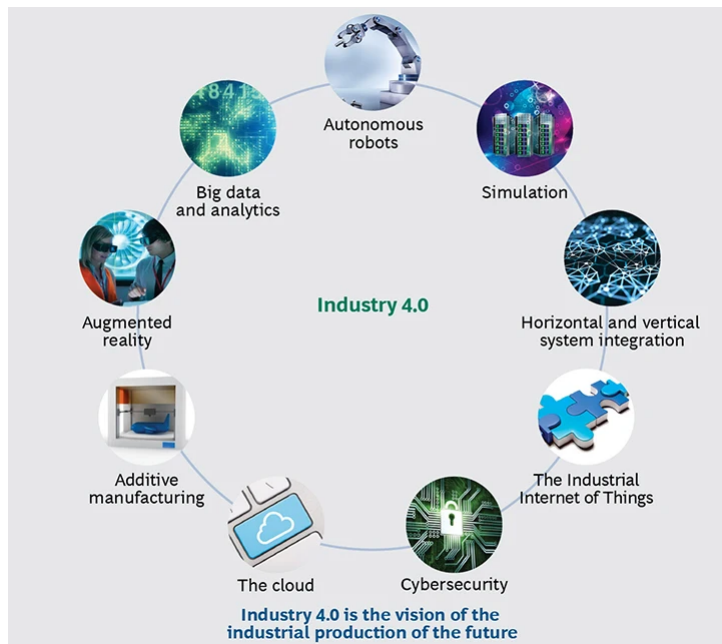 Autonomous
robots
Simulation
Horizontal and vertical
system integration
The Industrial
Internet of Things
Cybersecurity
The cloud
Additive
manufacturing
Augmented
reality
Big data
and analytics
Industry 4.0
Industry 4.0 is the vision of the
industrial production of the future